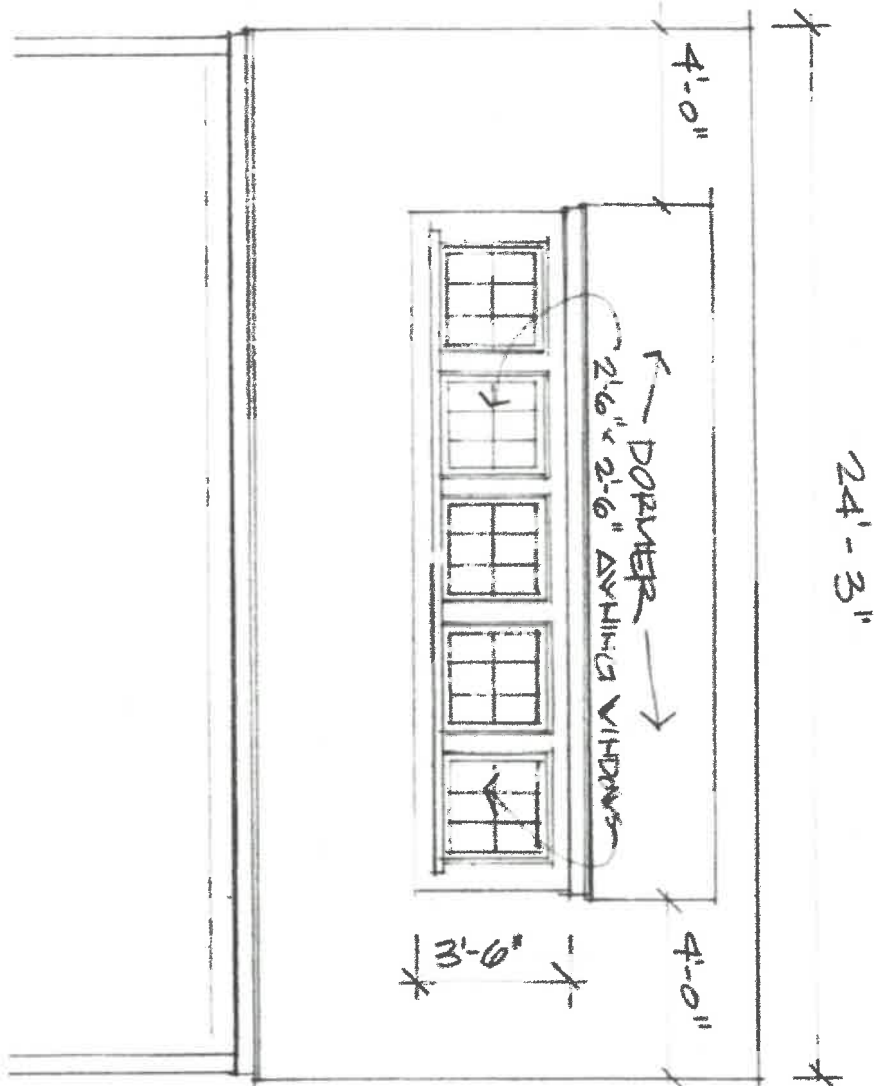 24'-3"
4'-0"
4'-0"
← DORMER →
2'-6" x 2'-6" AWNING WINDOWS
3'-6"